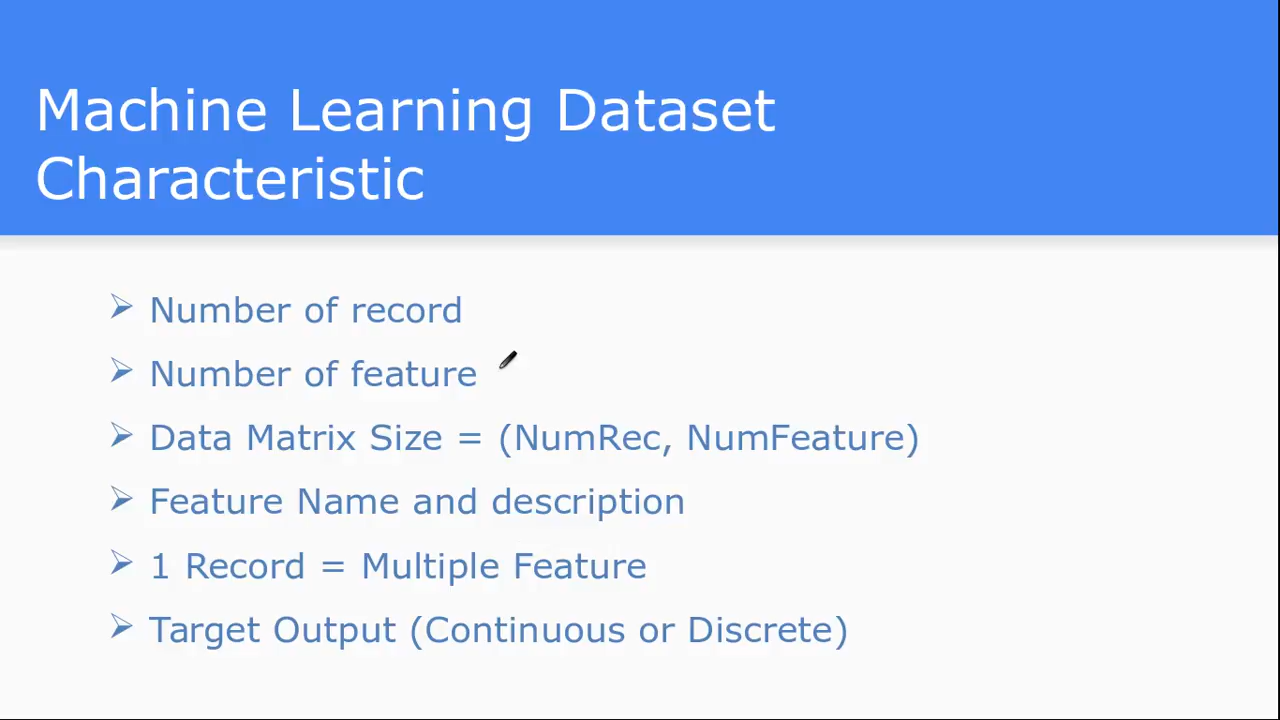 Machine Learning Dataset
Characteristic
Number of record
Number of feature
Data Matrix Size = (NumRec, NumFeature)
Feature Name and description
1 Record = Multiple Feature
Target Output (Continuous or Discrete)